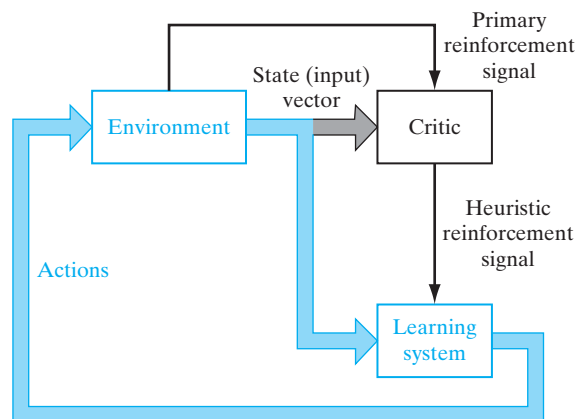 Primary
reinforcement
signal
State (input)
vector
Environment
Critic
Heuristic
reinforcement
signal
Actions
Learning
system